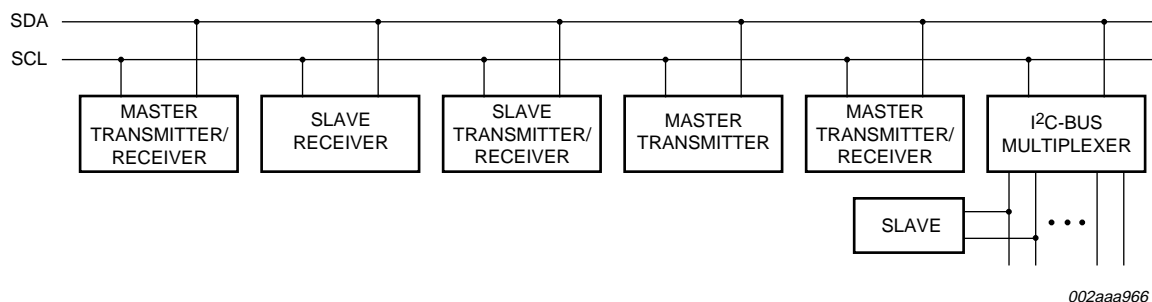 SDA
SCL
MASTER
TRANSMITTER/
RECEIVER
SLAVE
RECEIVER
SLAVE
TRANSMITTER/
RECEIVER
MASTER
TRANSMITTER
MASTER
TRANSMITTER/
RECEIVER
I²C-BUS
MULTIPLEXER
SLAVE
002aaa966